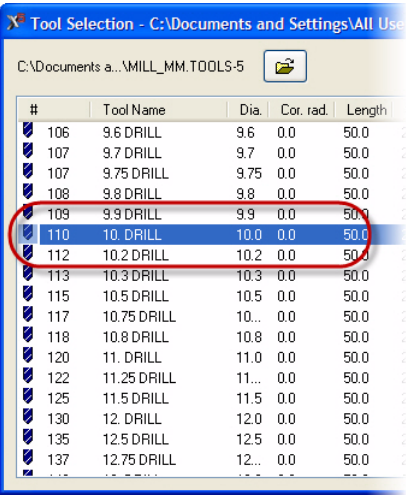 Tool Selection - C:\Documents and Settings\All Use
C:\Documents a...\MILL_MM.TOOLS-5
# Tool Name Dia. Cor. rad. Length
106 9.6 DRILL 9.6 0.0 50.0
107 9.7 DRILL 9.7 0.0 50.0
107 9.75 DRILL 9.75 0.0 50.0
108 9.8 DRILL 9.8 0.0 50.0
109 9.9 DRILL 9.9 0.0 50.0
110 10. DRILL 10.0 0.0 50.0
112 10.2 DRILL 10.2 0.0 50.0
113 10.3 DRILL 10.3 0.0 50.0
115 10.5 DRILL 10.5 0.0 50.0
117 10.75 DRILL 10... 0.0 50.0
118 10.8 DRILL 10.8 0.0 50.0
120 11. DRILL 11.0 0.0 50.0
122 11.25 DRILL 11... 0.0 50.0
125 11.5 DRILL 11.5 0.0 50.0
130 12. DRILL 12.0 0.0 50.0
135 12.5 DRILL 12.5 0.0 50.0
137 12.75 DRILL 12... 0.0 50.0